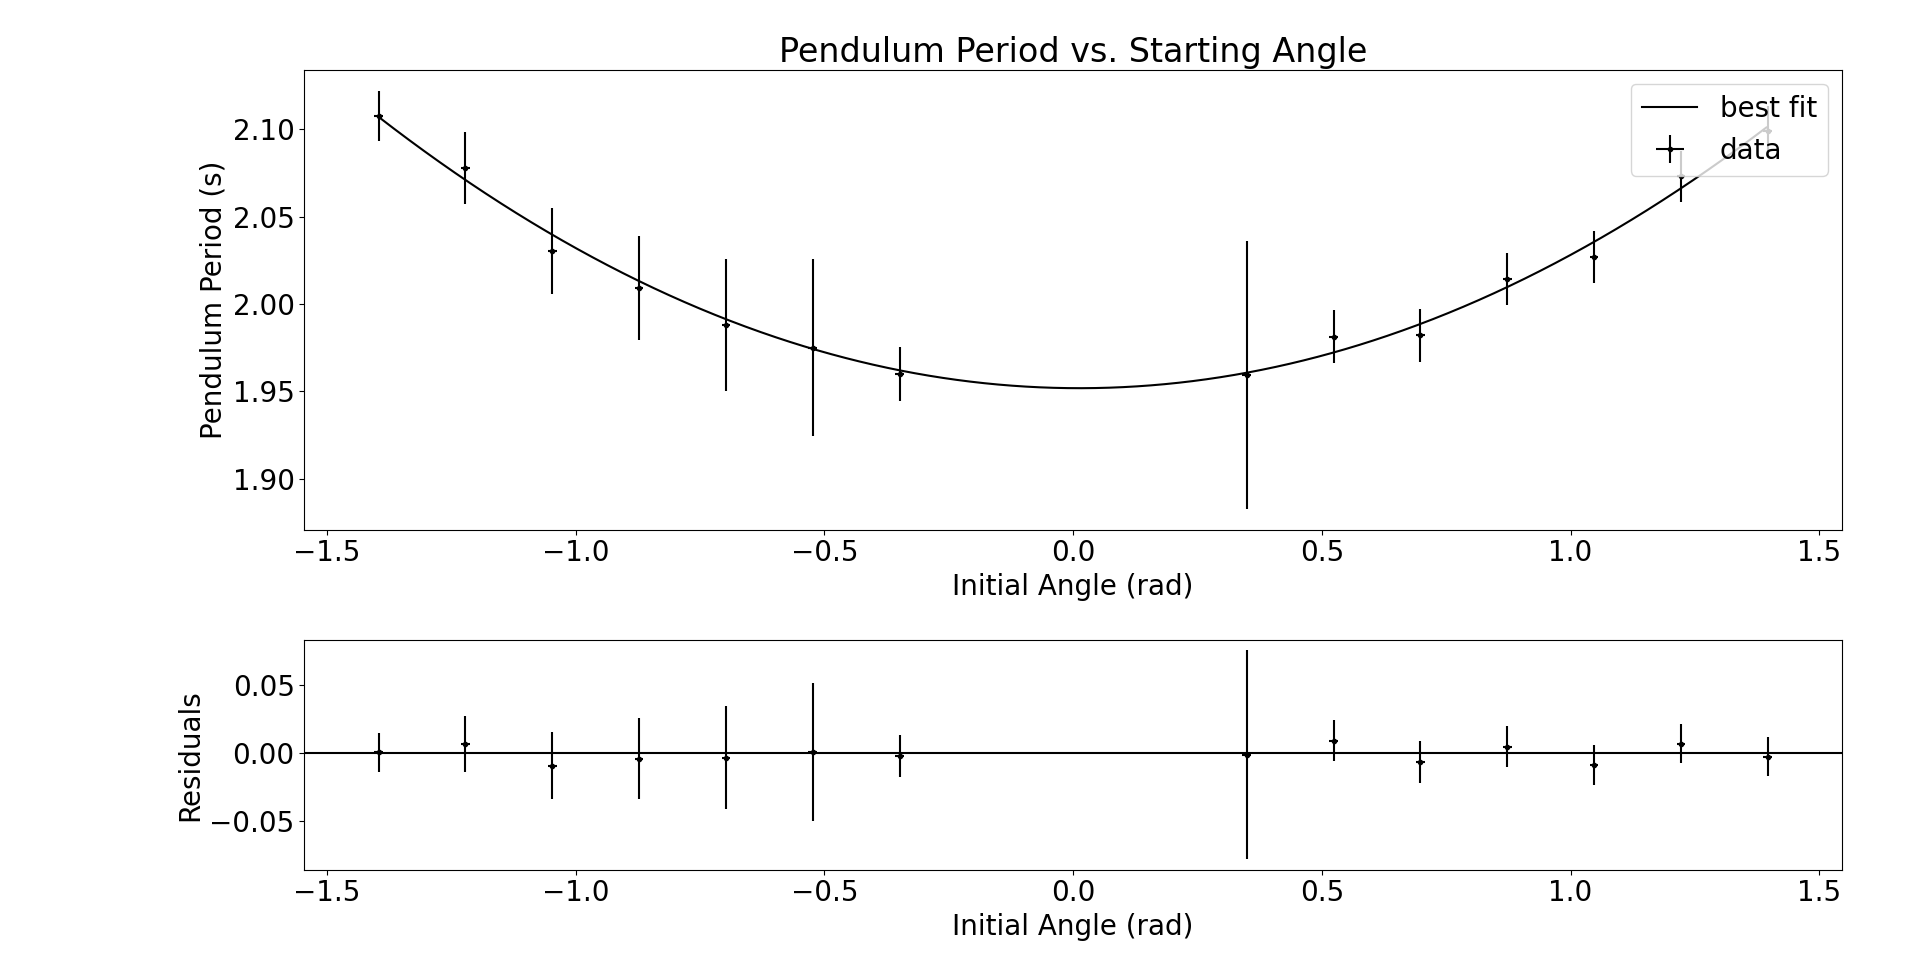 Pendulum Period vs. Starting Angle
best fit
data
Pendulum Period (s)
2.10
2.05
2.00
1.95
1.90
−1.5 −1.0 −0.5 0.0 0.5 1.0 1.5
Initial Angle (rad)
Residuals
0.05
0.00
−0.05
−1.5 −1.0 −0.5 0.0 0.5 1.0 1.5
Initial Angle (rad)